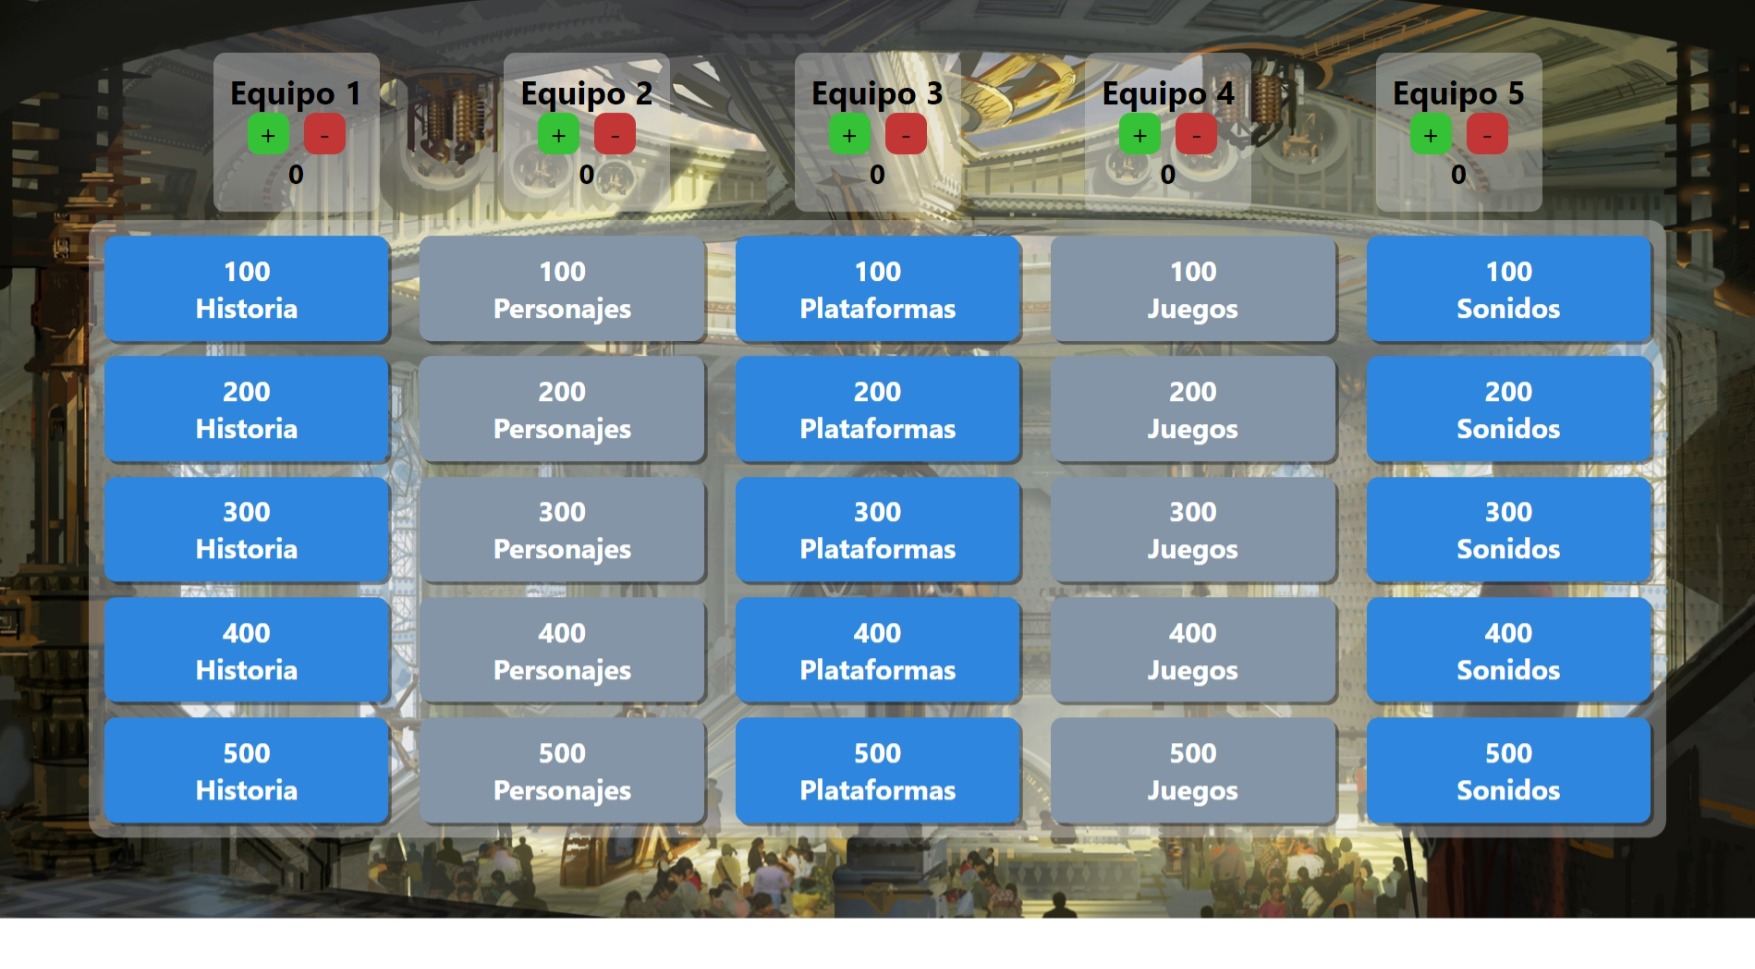 Equipo 1 Equipo 2 Equipo 3 Equipo 4 Equipo 5
+ - + - + - + - + -
0 0 0 0 0
100 100 100 100 100
Historia Personajes Plataformas Juegos Sonidos
200 200 200 200 200
Historia Personajes Plataformas Juegos Sonidos
300 300 300 300 300
Historia Personajes Plataformas Juegos Sonidos
400 400 400 400 400
Historia Personajes Plataformas Juegos Sonidos
500 500 500 500 500
Historia Personajes Plataformas Juegos Sonidos